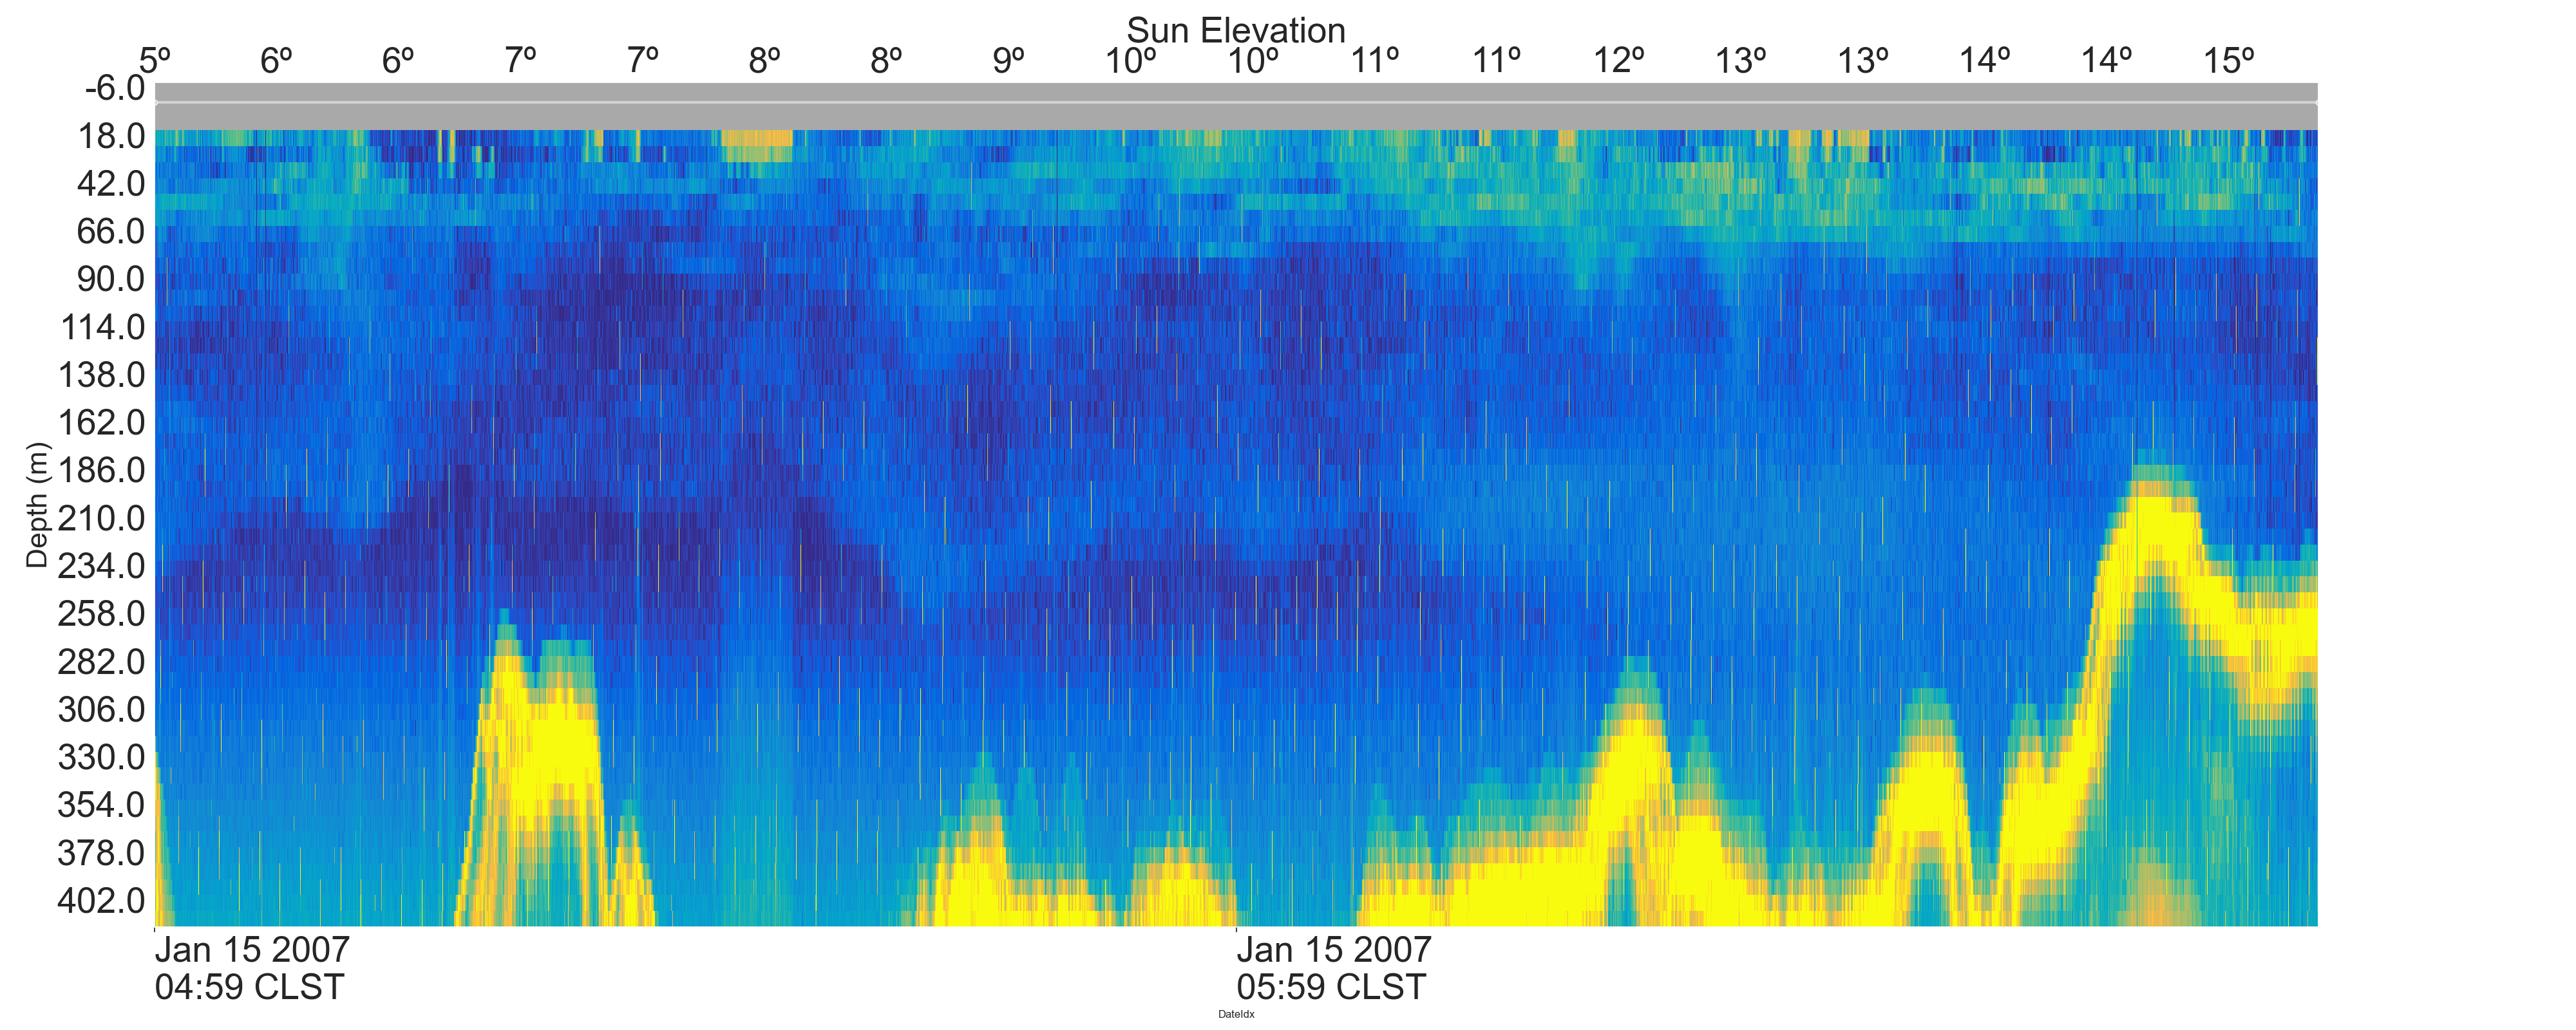 Sun Elevation
5º 6º 6º 7º 7º 8º 8º 9º 10º 10º 11º 11º 12º 13º 13º 14º 14º 15º
-6.0
18.0
42.0
66.0
90.0
114.0
138.0
162.0
186.0
210.0
234.0
258.0
282.0
306.0
330.0
354.0
378.0
402.0
Depth (m)
Jan 15 2007
04:59 CLST
Jan 15 2007
05:59 CLST
DateIdx